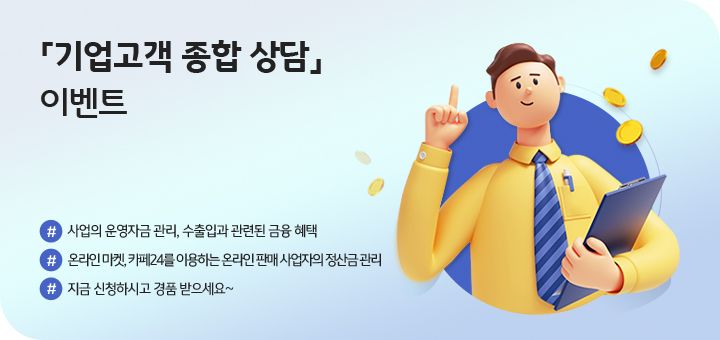 「기업고객 종합 상담」
이벤트
# 사업의 운영자금 관리, 수출입과 관련된 금융 혜택
# 온라인 마켓, 카페24를 이용하는 온라인 판매 사업자의 정산금 관리
# 지금 신청하시고 경품 받으세요~